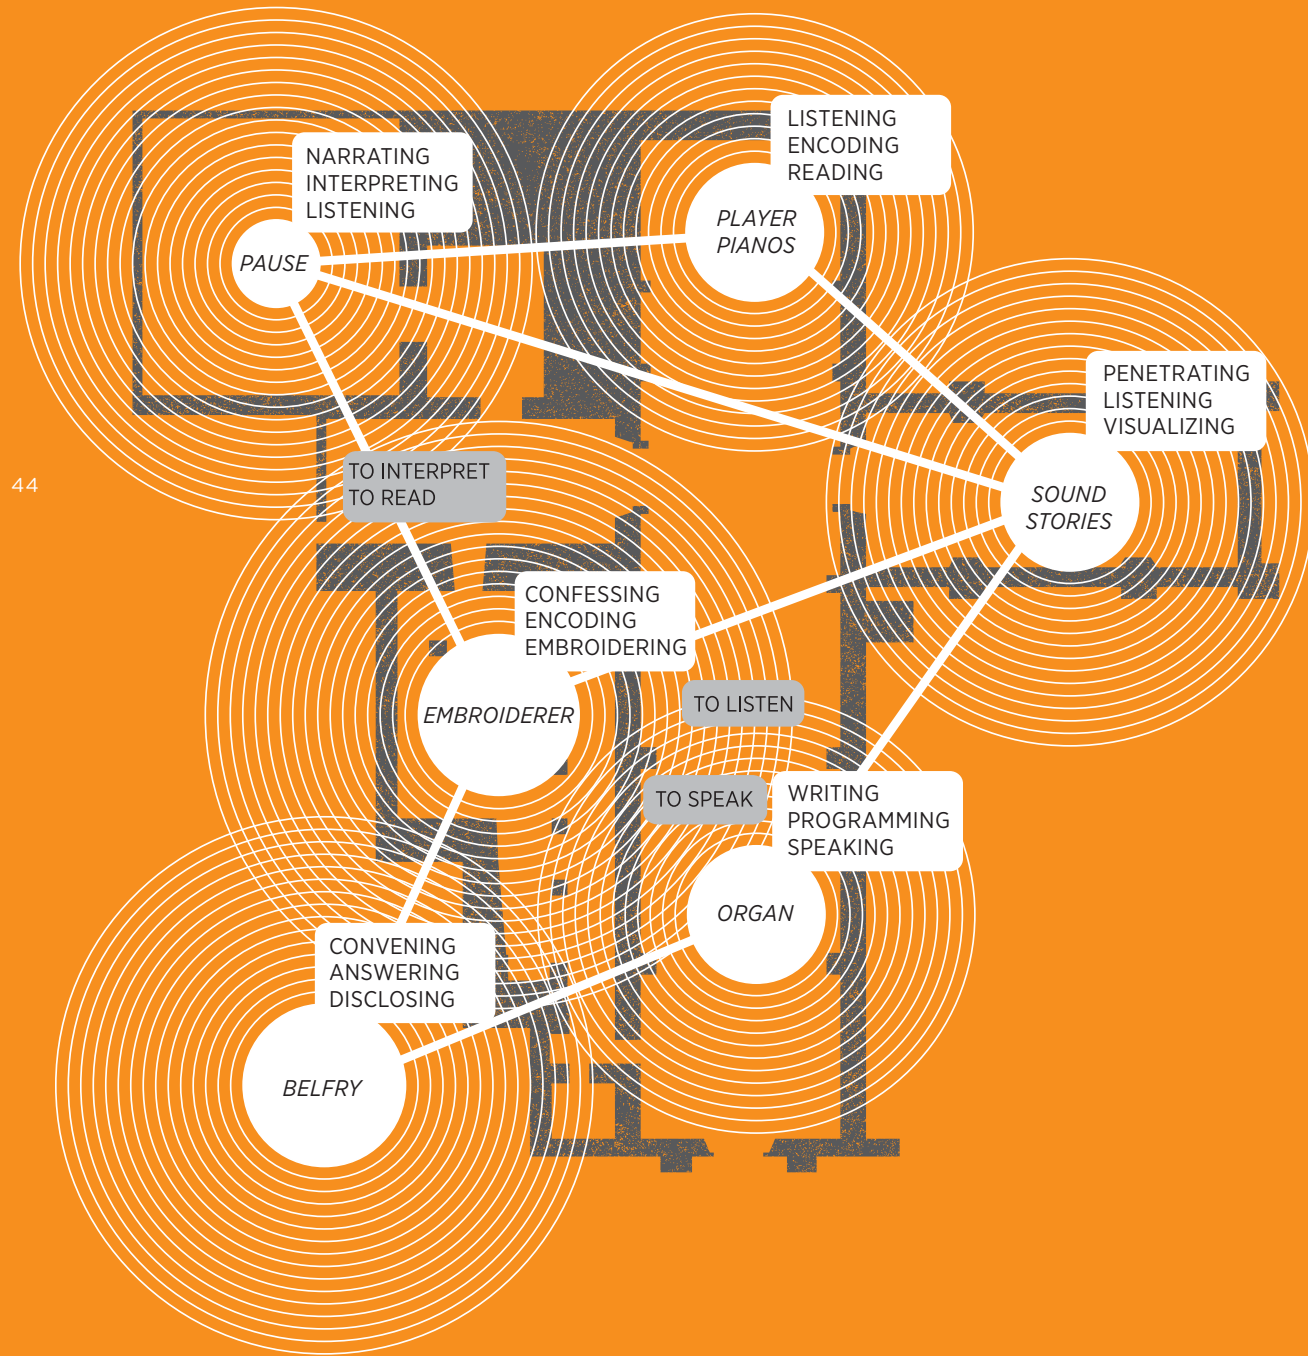 LISTENING
ENCODING
READING
NARRATING
INTERPRETING
LISTENING
PLAYER
PIANOS
PAUSE
PENETRATING
LISTENING
VISUALIZING
TO INTERPRET
TO READ
44
SOUND
STORIES
CONFESSING
ENCODING
EMBROIDERING
TO LISTEN
EMBROIDERER
TO SPEAK
WRITING
PROGRAMMING
SPEAKING
ORGAN
CONVENING
ANSWERING
DISCLOSING
BELFRY